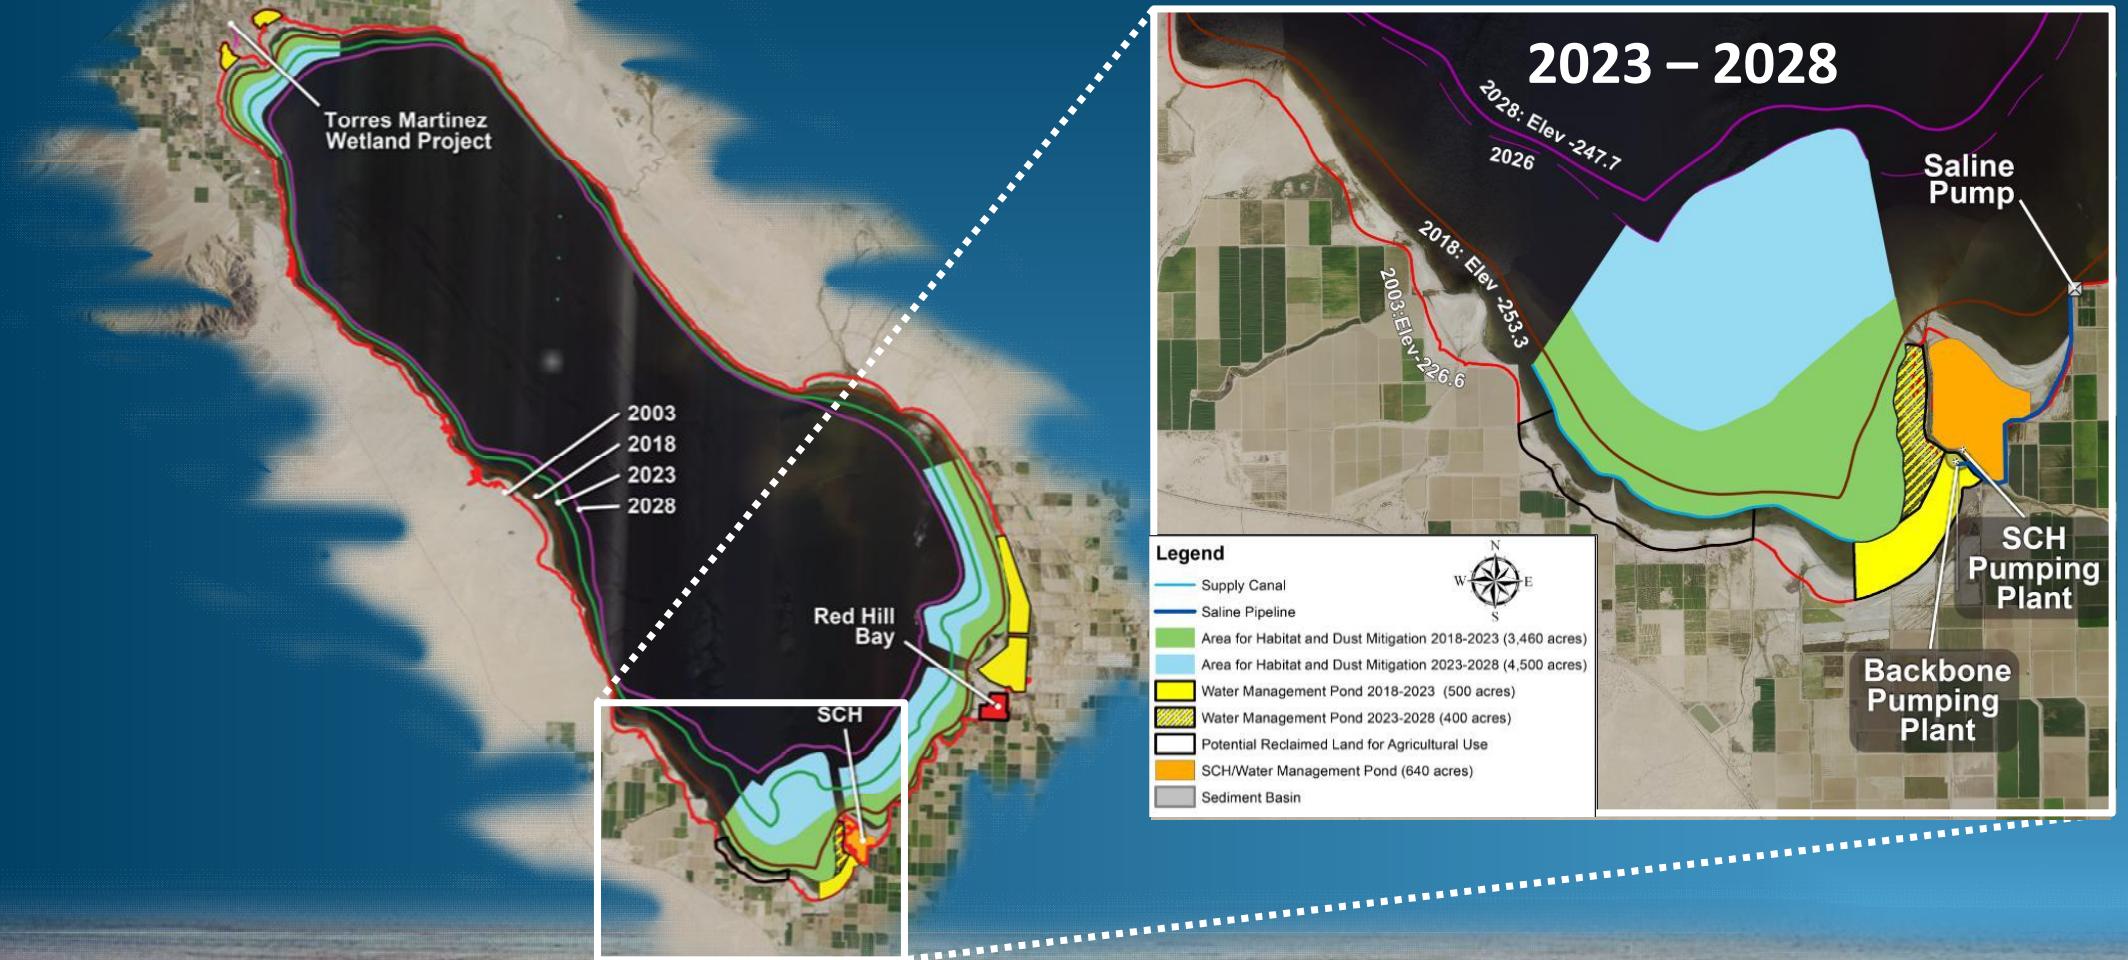 Torres Martinez
Wetland Project
2003
2018
2023
2028
Red Hill
Bay
SCH
2023 – 2028
2028: Elev -247.7
2026
2018: Elev -253.3
2003:Elev-226.6
Saline
Pump
SCH
Pumping
Plant
Backbone
Pumping
Plant
Legend
N
W
E
S
Supply Canal
Saline Pipeline
Area for Habitat and Dust Mitigation 2018-2023 (3,460 acres)
Area for Habitat and Dust Mitigation 2023-2028 (4,500 acres)
Water Management Pond 2018-2023 (500 acres)
Water Management Pond 2023-2028 (400 acres)
Potential Reclaimed Land for Agricultural Use
SCH/Water Management Pond (640 acres)
Sediment Basin